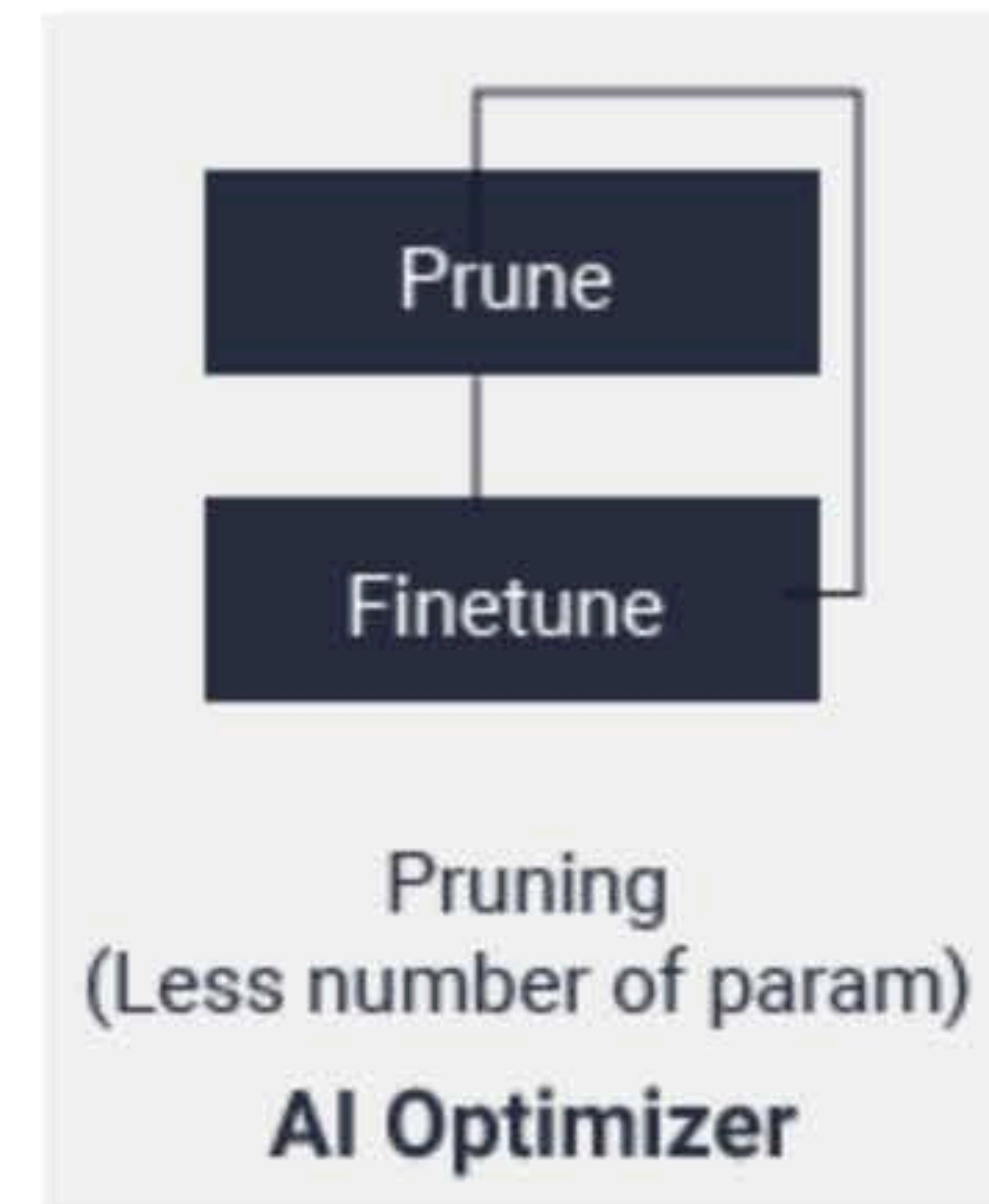 Prune
Finetune
Pruning
(Less number of param)
AI Optimizer